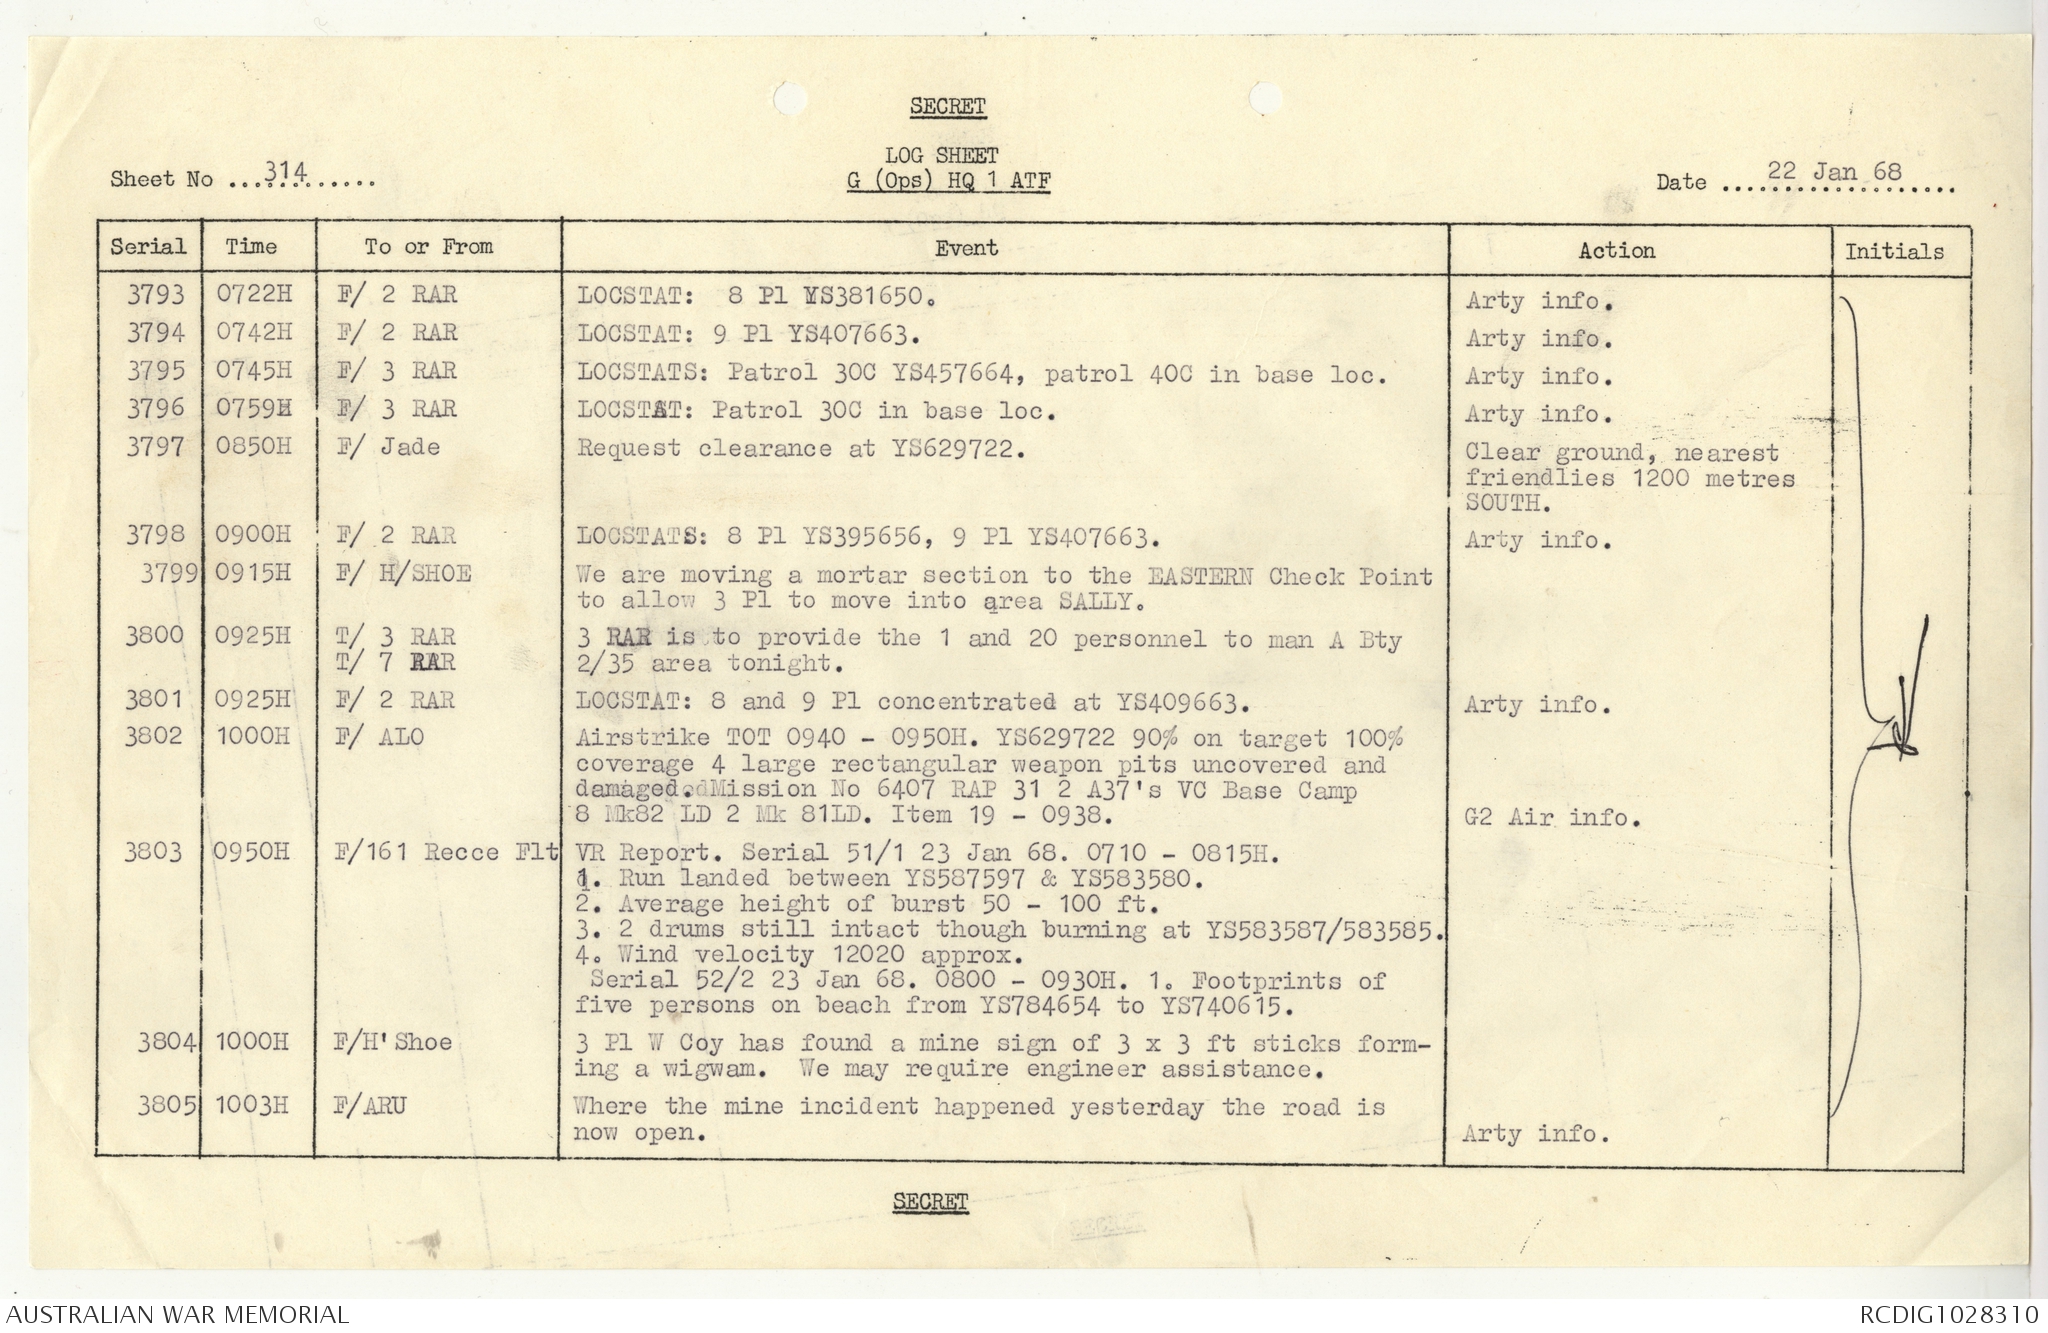 SECRET
LOG SHEET
Sheet No ...314............ G (Ops) HQ 1 ATF Date ....22 Jan 68....
Serial Time To or From Event Action Initials
3793 0722H F/ 2 RAR LOCSTAT: 8 Pl YS381650. Arty info.
3794 0742H F/ 2 RAR LOCSTAT: 9 Pl YS407663. Arty info.
3795 0745H F/ 3 RAR LOCSTATS: Patrol 30C YS457664, patrol 40C in base loc. Arty info.
3796 0759H F/ 3 RAR LOCSTAT: Patrol 30C in base loc. Arty info.
3797 0850H F/ Jade Request clearance at YS629722. Clear ground, nearest
friendlies 1200 metres
SOUTH.
3798 0900H F/ 2 RAR LOCSTATS: 8 Pl YS395656, 9 Pl YS407663. Arty info.
3799 0915H F/ H/SHOE We are moving a mortar section to the EASTERN Check Point
to allow 3 Pl to move into area SALLY.
3800 0925H T/ 3 RAR 3 RAR is to provide the 1 and 20 personnel to man A Bty
T/ 7 RAR 2/35 area tonight.
3801 0925H F/ 2 RAR LOCSTAT: 8 and 9 Pl concentrated at YS409663. Arty info.
3802 1000H F/ ALO Airstrike TOT 0940 - 0950H. YS629722 90% on target 100%
coverage 4 large rectangular weapon pits uncovered and
damaged. Mission No 6407 RAP 31 2 A37's VC Base Camp
8 Mk82 LD 2 Mk 81LD. Item 19 - 0938. G2 Air info.
3803 0950H F/161 Recce Flt VR Report. Serial 51/1 23 Jan 68. 0710 - 0815H.
1. Run landed between YS587597 & YS583580.
2. Average height of burst 50 - 100 ft.
3. 2 drums still intact though burning at YS583587/583585.
4. Wind velocity 12020 approx.
Serial 52/2 23 Jan 68. 0800 - 0930H. 1. Footprints of
five persons on beach from YS784654 to YS740615.
3804 1000H F/H'Shoe 3 Pl W Coy has found a mine sign of 3 x 3 ft sticks form-
ing a wigwam. We may require engineer assistance.
3805 1003H F/ARU Where the mine incident happened yesterday the road is
now open. Arty info.
SECRET
AUSTRALIAN WAR MEMORIAL RCDIG1028310